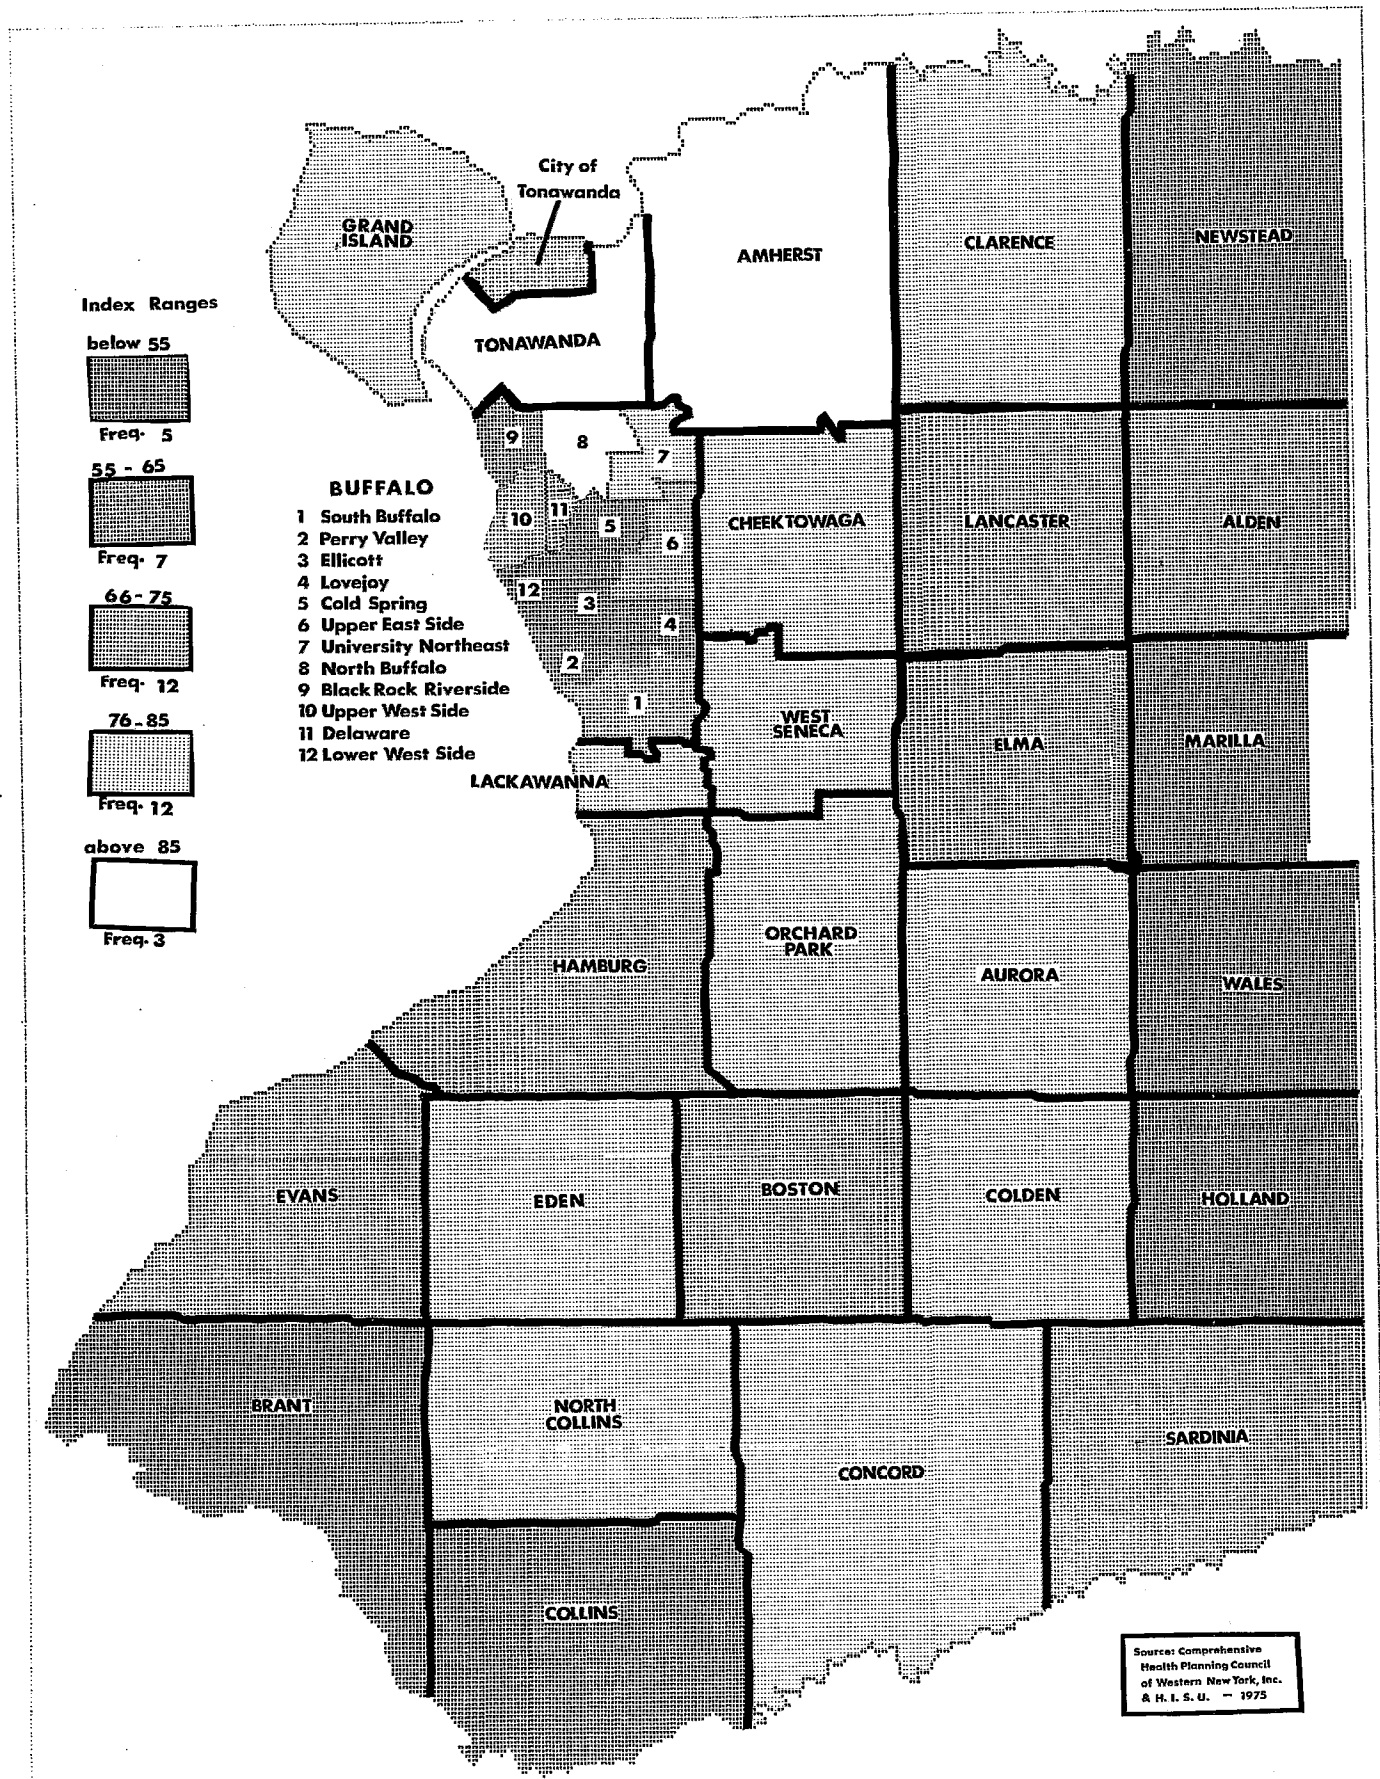 City of
Tonawanda
GRAND
ISLAND
AMHERST
CLARENCE
NEWSTEAD
Index Ranges
below 55
Freq. 5
55 - 65
Freq. 7
66-75
Freq. 12
76-85
Freq. 12
above 85
Freq. 3
TONAWANDA
9
8
7
10
11
5
6
12
3
4
2
1
BUFFALO
1 South Buffalo
2 Perry Valley
3 Ellicott
4 Lovejoy
5 Cold Spring
6 Upper East Side
7 University Northeast
8 North Buffalo
9 Black Rock Riverside
10 Upper West Side
11 Delaware
12 Lower West Side
CHEEKTOWAGA
LANCASTER
ALDEN
WEST
SENECA
ELMA
MARILLA
LACKAWANNA
HAMBURG
ORCHARD
PARK
AURORA
WALES
EVANS
EDEN
BOSTON
COLDEN
HOLLAND
BRANT
NORTH
COLLINS
CONCORD
SARDINIA
COLLINS
Source: Comprehensive
Health Planning Council
of Western New York, Inc.
& H. I. S. U. — 1975